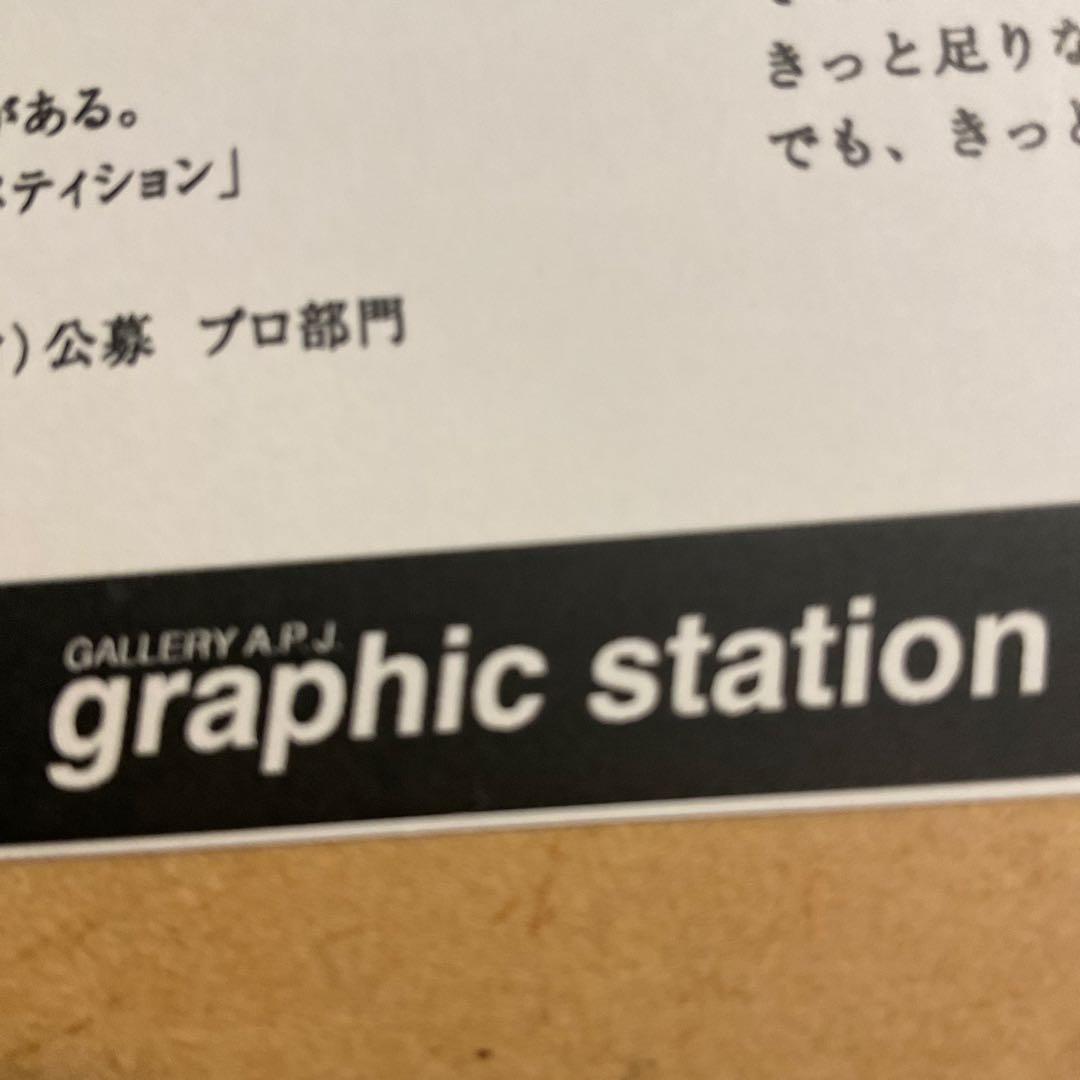 がある。
スティション」
) 公募 プロ部門
きっと足りな
でも、きっと
GALLERY A.P.J.
graphic station